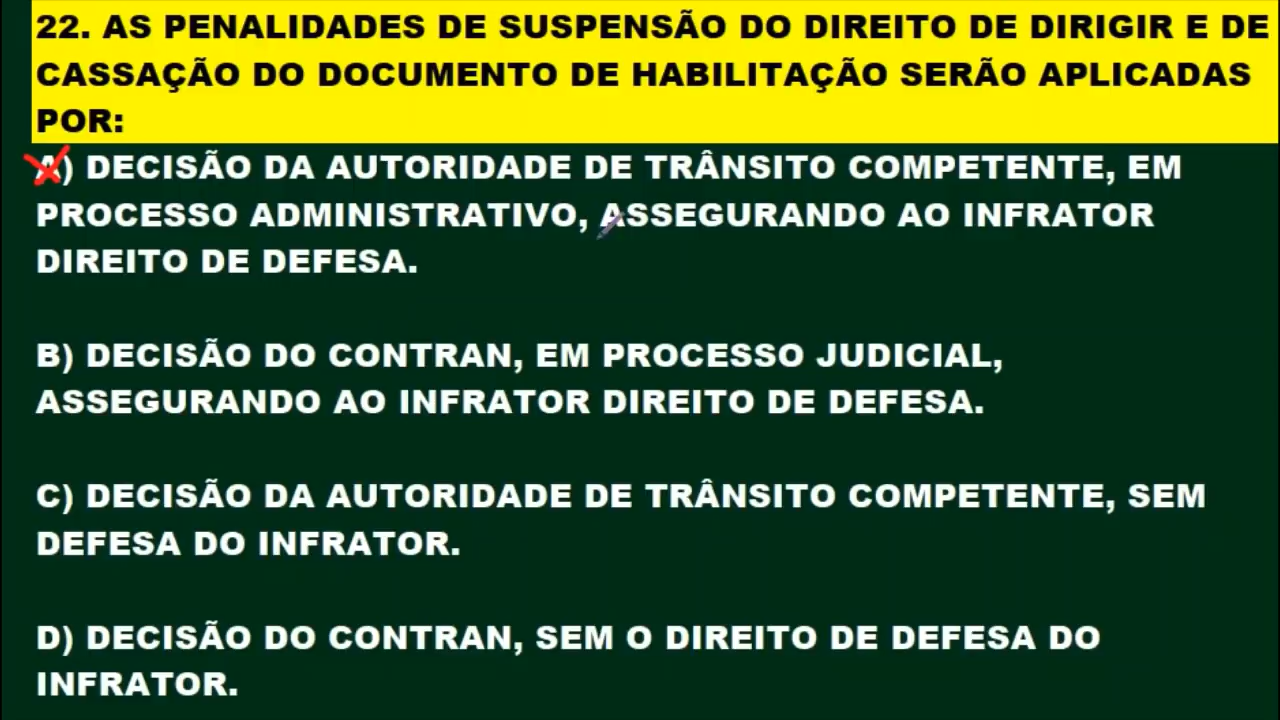 22. AS PENALIDADES DE SUSPENSÃO DO DIREITO DE DIRIGIR E DE
CASSAÇÃO DO DOCUMENTO DE HABILITAÇÃO SERÃO APLICADAS
POR:
A) DECISÃO DA AUTORIDADE DE TRÂNSITO COMPETENTE, EM
PROCESSO ADMINISTRATIVO, ASSEGURANDO AO INFRATOR
DIREITO DE DEFESA.
B) DECISÃO DO CONTRAN, EM PROCESSO JUDICIAL,
ASSEGURANDO AO INFRATOR DIREITO DE DEFESA.
C) DECISÃO DA AUTORIDADE DE TRÂNSITO COMPETENTE, SEM
DEFESA DO INFRATOR.
D) DECISÃO DO CONTRAN, SEM O DIREITO DE DEFESA DO
INFRATOR.